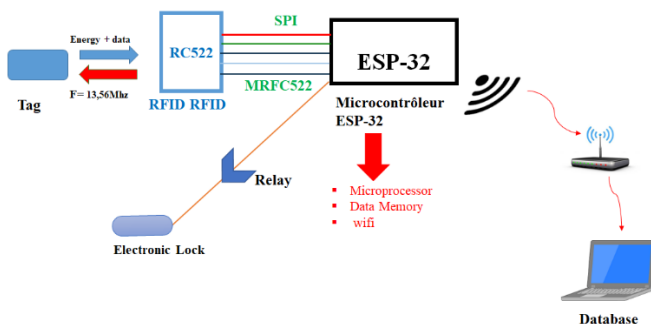 Energy + data
F= 13,56Mhz
Tag
RC522
RFID RFID
SPI
MRFC522
ESP-32
Microcontrôleur
ESP-32
Microprocessor
Data Memory
wifi
Relay
Electronic Lock
Database